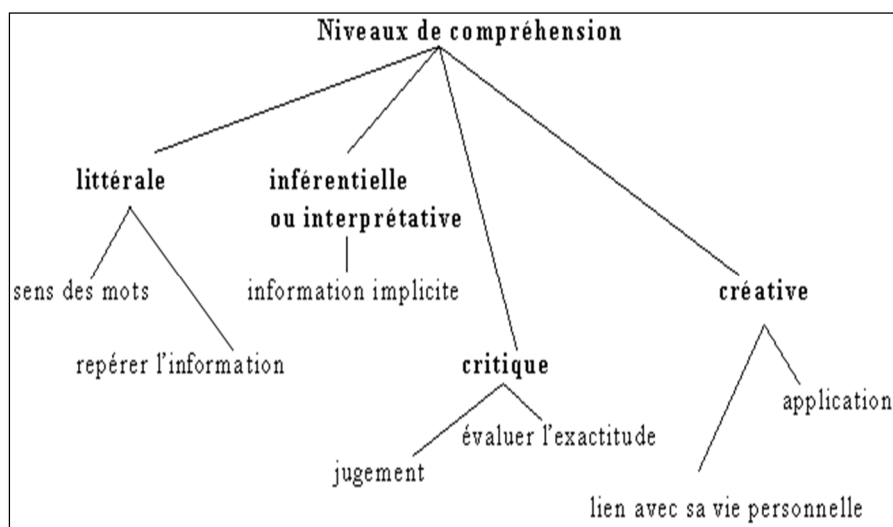 Niveaux de compréhension
littérale
inférentielle
ou interprétative
sens des mots
information implicite
créative
repérer l'information
critique
application
évaluer l'exactitude
jugement
lien avec sa vie personnelle